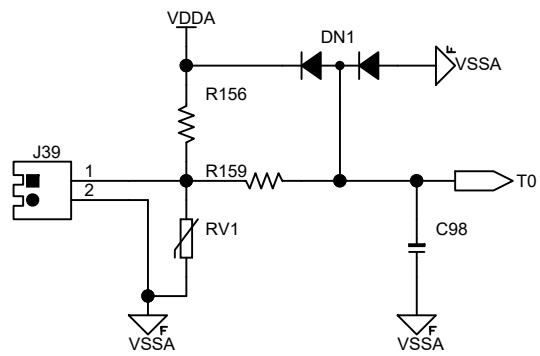 VDDA
DN1
F
VSSA
R156
J39
1
R159
T0
2
RV1
C98
F
VSSA
F
VSSA